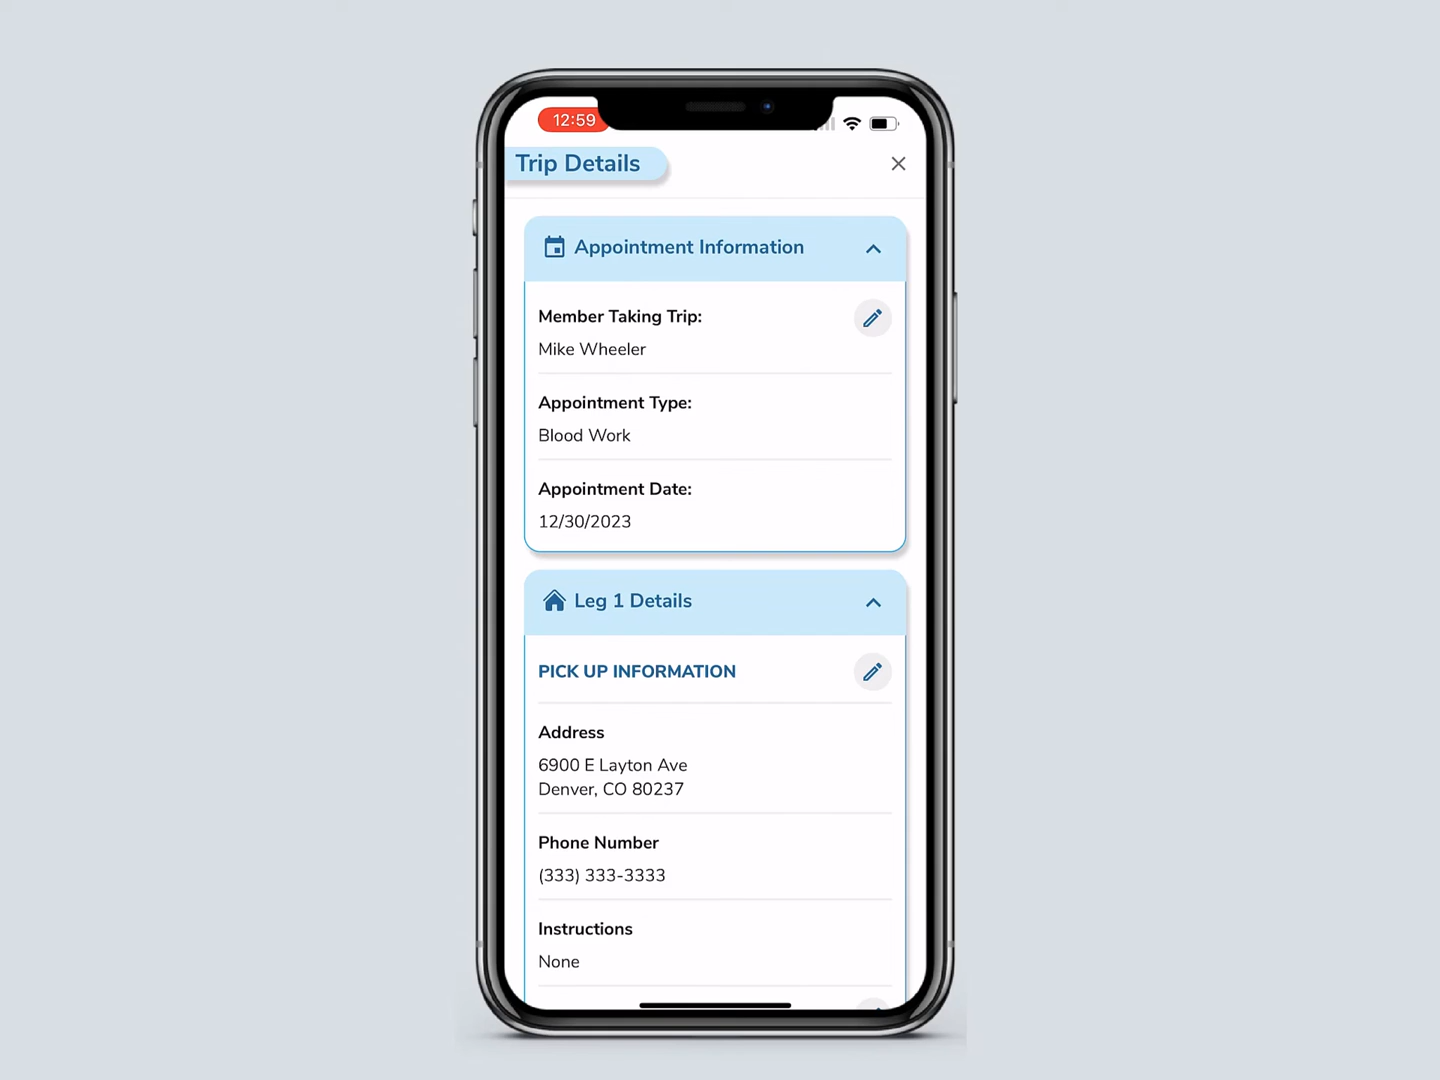 12:59
Trip Details
Appointment Information
Member Taking Trip:
Mike Wheeler
Appointment Type:
Blood Work
Appointment Date:
12/30/2023
Leg 1 Details
PICK UP INFORMATION
Address
6900 E Layton Ave
Denver, CO 80237
Phone Number
(333) 333-3333
Instructions
None